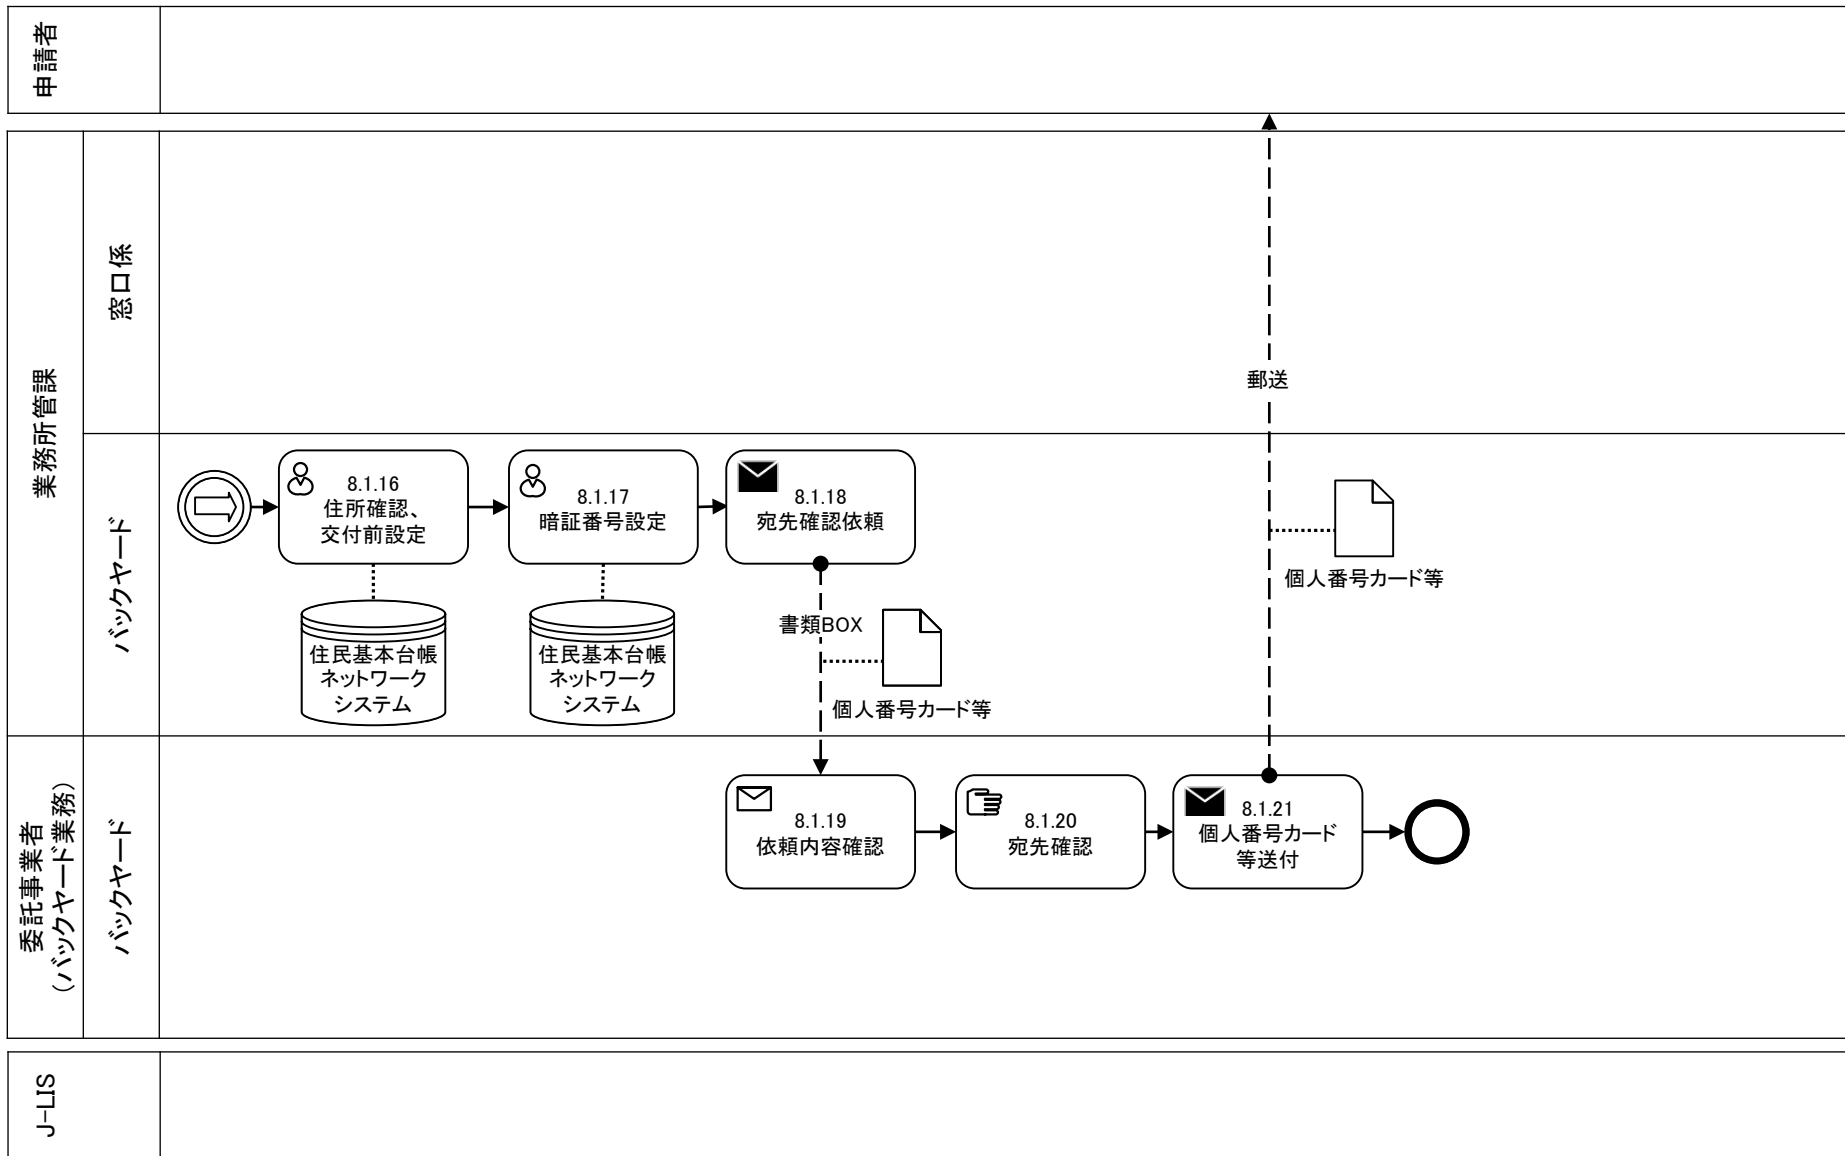 申請者
業務所管課
窓口係
郵送
バックヤード
8.1.16
住所確認、
交付前設定
8.1.17
暗証番号設定
8.1.18
宛先確認依頼
住民基本台帳
ネットワーク
システム
住民基本台帳
ネットワーク
システム
書類BOX
個人番号カード等
個人番号カード等
委託事業者
（バックヤード業務）
バックヤード
8.1.19
依頼内容確認
8.1.20
宛先確認
8.1.21
個人番号カード
等送付
J-LIS